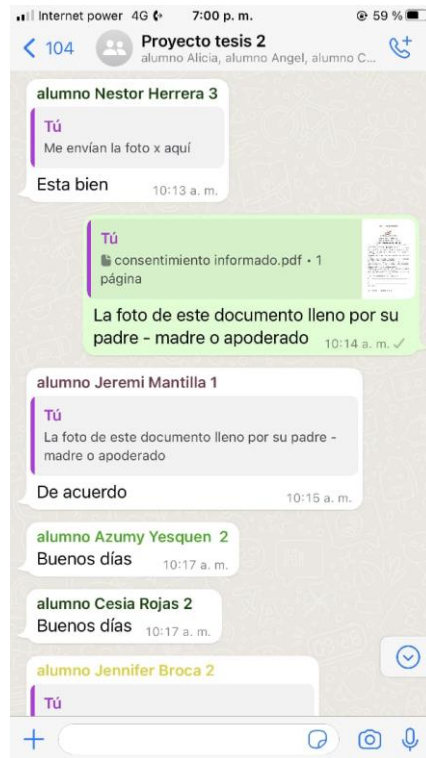 Internet power 4G 7:00 p. m. 59 %
104 Proyecto tesis 2
alumno Alicia, alumno Angel, alumno C...
alumno Nestor Herrera 3
Tú
Me envían la foto x aquí
Esta bien 10:13 a. m.
Tú
consentimiento informado.pdf • 1
página
La foto de este documento lleno por su
padre - madre o apoderado 10:14 a. m.
alumno Jeremi Mantilla 1
Tú
La foto de este documento lleno por su padre -
madre o apoderado
De acuerdo 10:15 a. m.
alumno Azumy Yesquen 2
Buenos días 10:17 a. m.
alumno Cesia Rojas 2
Buenos días 10:17 a. m.
alumno Jennifer Broca 2
Tú